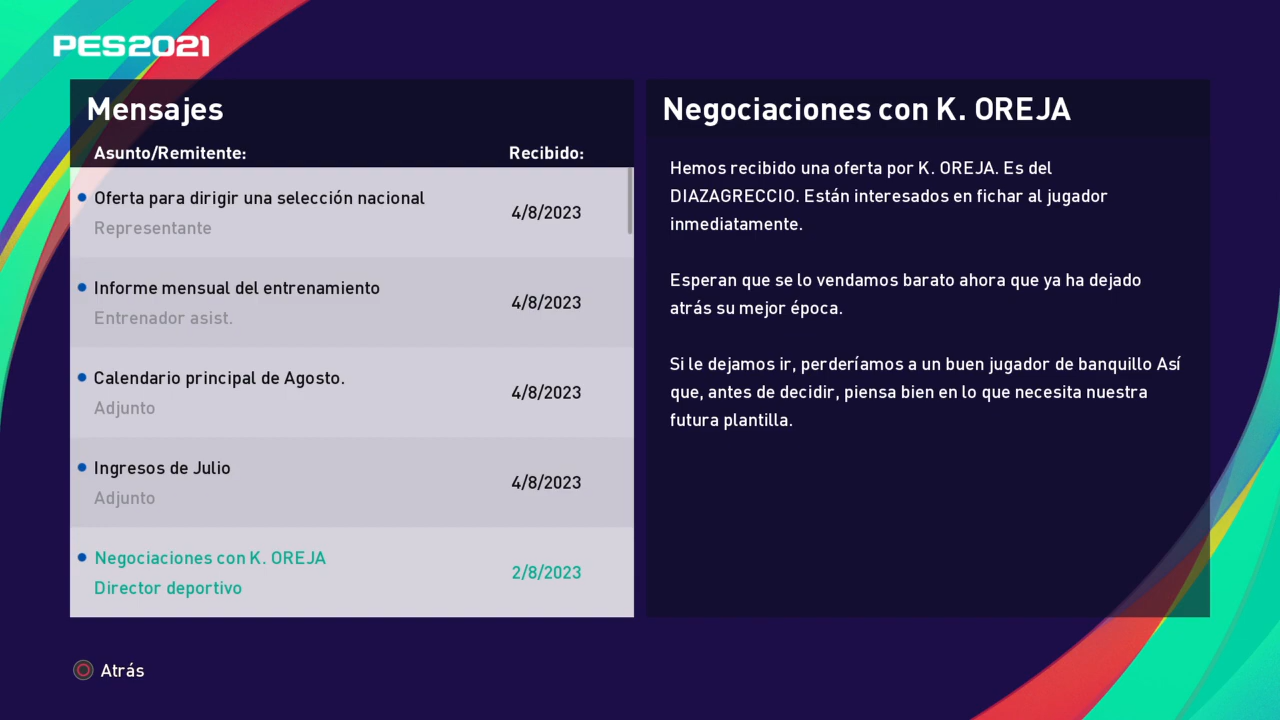 PES2021
Mensajes
Asunto/Remitente:
Recibido:
Oferta para dirigir una selección nacional
Representante
4/8/2023
Informe mensual del entrenamiento
Entrenador asist.
4/8/2023
Calendario principal de Agosto.
Adjunto
4/8/2023
Ingresos de Julio
Adjunto
4/8/2023
Negociaciones con K. OREJA
Director deportivo
2/8/2023
Negociaciones con K. OREJA
Hemos recibido una oferta por K. OREJA. Es del
DIAZAGRECCIO. Están interesados en fichar al jugador
inmediatamente.
Esperan que se lo vendamos barato ahora que ya ha dejado
atrás su mejor época.
Si le dejamos ir, perderíamos a un buen jugador de banquillo Así
que, antes de decidir, piensa bien en lo que necesita nuestra
futura plantilla.
Atrás